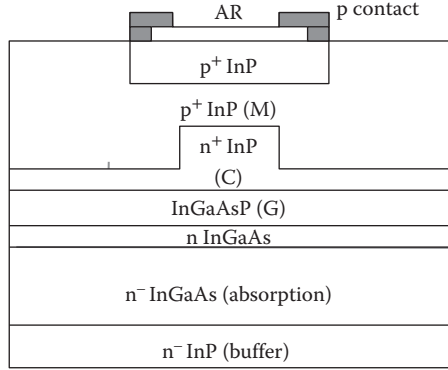 AR
p contact
p⁺ InP
p⁺ InP (M)
n⁺ InP
(C)
InGaAsP (G)
n InGaAs
n⁻ InGaAs (absorption)
n⁻ InP (buffer)